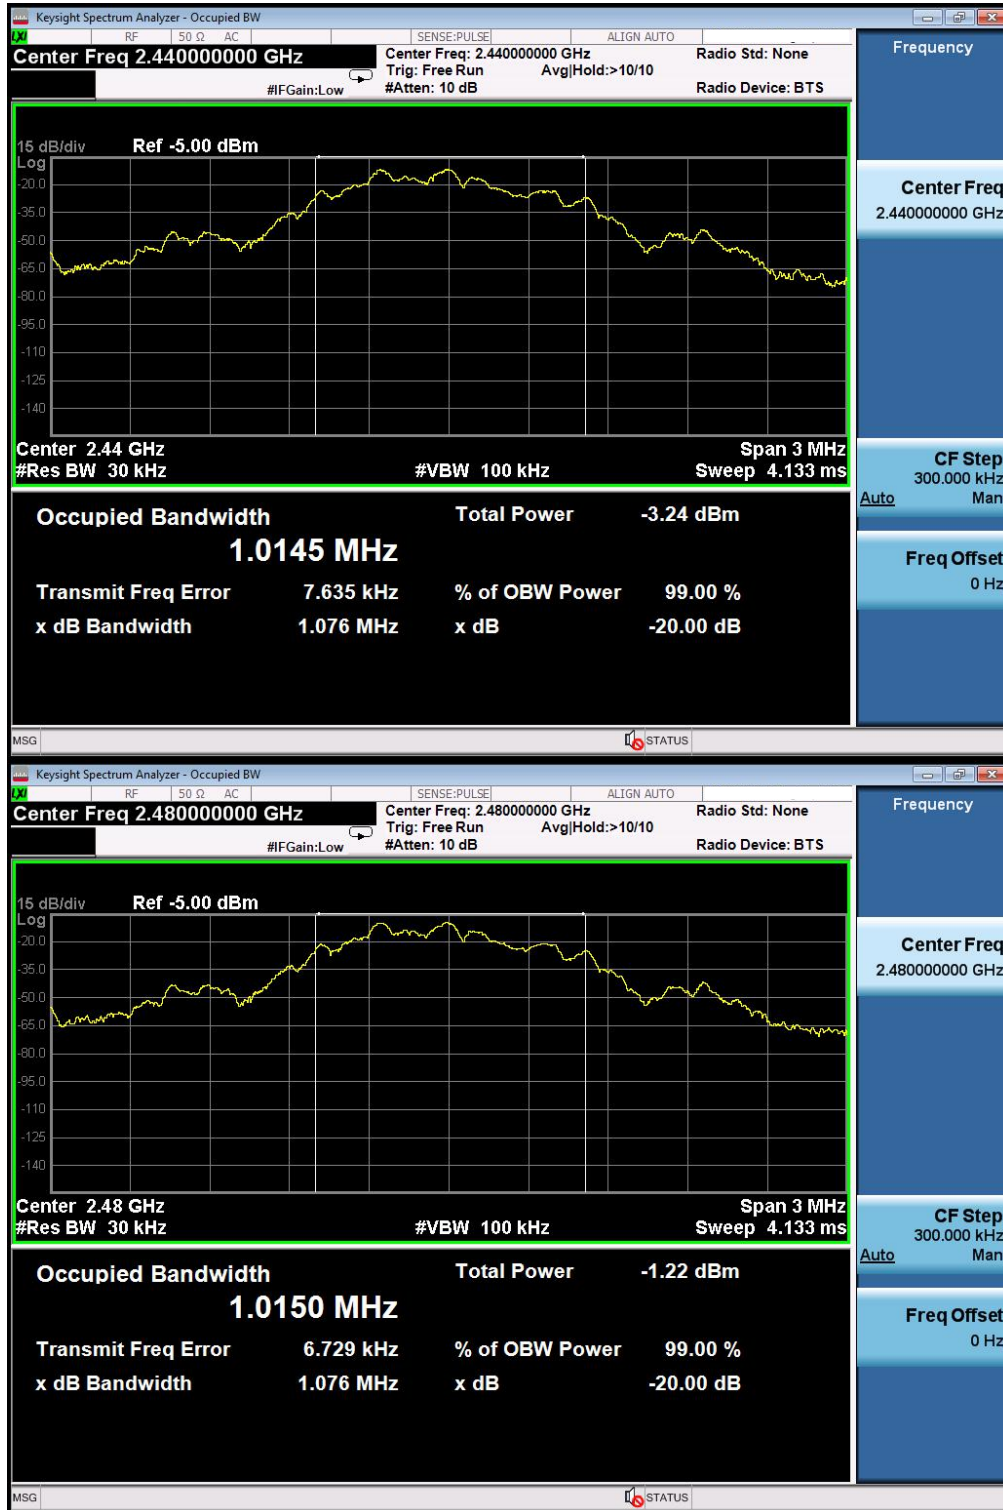 Keysight Spectrum Analyzer - Occupied BW
LXI RF 50 Ω AC SENSE:PULSE ALIGN AUTO
Center Freq 2.440000000 GHz
Center Freq: 2.440000000 GHz Radio Std: None
Trig: Free Run Avg|Hold:>10/10
#IFGain:Low #Atten: 10 dB Radio Device: BTS
Frequency
15 dB/div Ref -5.00 dBm
Log
-20.0
-35.0
-50.0
-65.0
-80.0
-95.0
-110
-125
-140
Center 2.44 GHz Span 3 MHz
#Res BW 30 kHz #VBW 100 kHz Sweep 4.133 ms
Center Freq
2.440000000 GHz
CF Step
300.000 kHz
Auto Man
Freq Offset
0 Hz
Occupied Bandwidth Total Power -3.24 dBm
1.0145 MHz
Transmit Freq Error 7.635 kHz % of OBW Power 99.00 %
x dB Bandwidth 1.076 MHz x dB -20.00 dB
MSG STATUS
Keysight Spectrum Analyzer - Occupied BW
LXI RF 50 Ω AC SENSE:PULSE ALIGN AUTO
Center Freq 2.480000000 GHz
Center Freq: 2.480000000 GHz Radio Std: None
Trig: Free Run Avg|Hold:>10/10
#IFGain:Low #Atten: 10 dB Radio Device: BTS
Frequency
15 dB/div Ref -5.00 dBm
Log
-20.0
-35.0
-50.0
-65.0
-80.0
-95.0
-110
-125
-140
Center 2.48 GHz Span 3 MHz
#Res BW 30 kHz #VBW 100 kHz Sweep 4.133 ms
Center Freq
2.480000000 GHz
CF Step
300.000 kHz
Auto Man
Freq Offset
0 Hz
Occupied Bandwidth Total Power -1.22 dBm
1.0150 MHz
Transmit Freq Error 6.729 kHz % of OBW Power 99.00 %
x dB Bandwidth 1.076 MHz x dB -20.00 dB
MSG STATUS